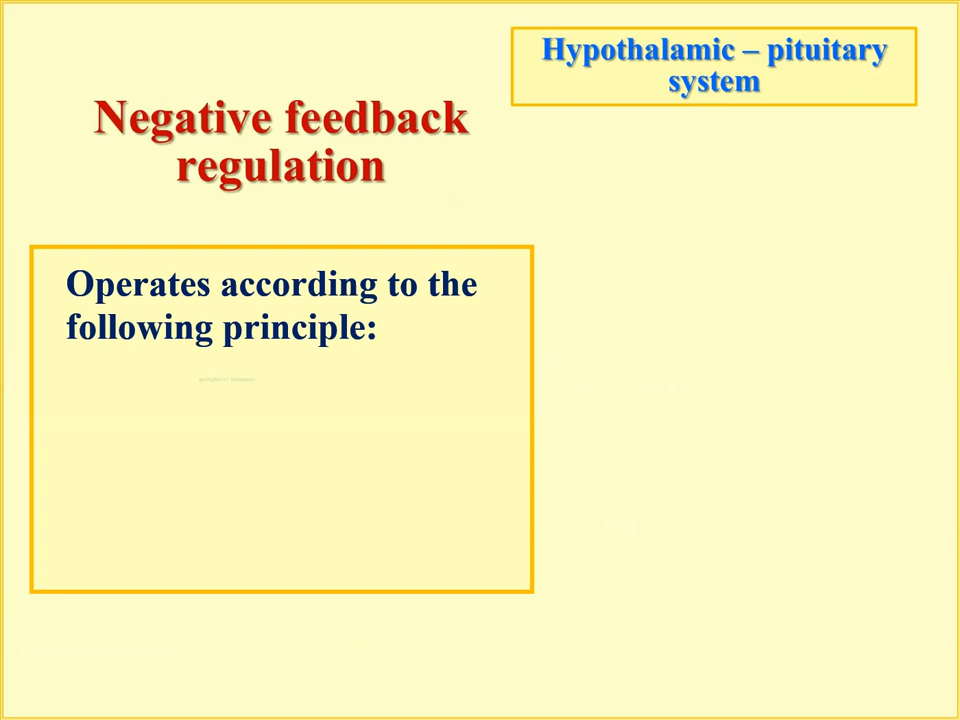 Hypothalamic – pituitary
system
Negative feedback
regulation
Operates according to the
following principle: